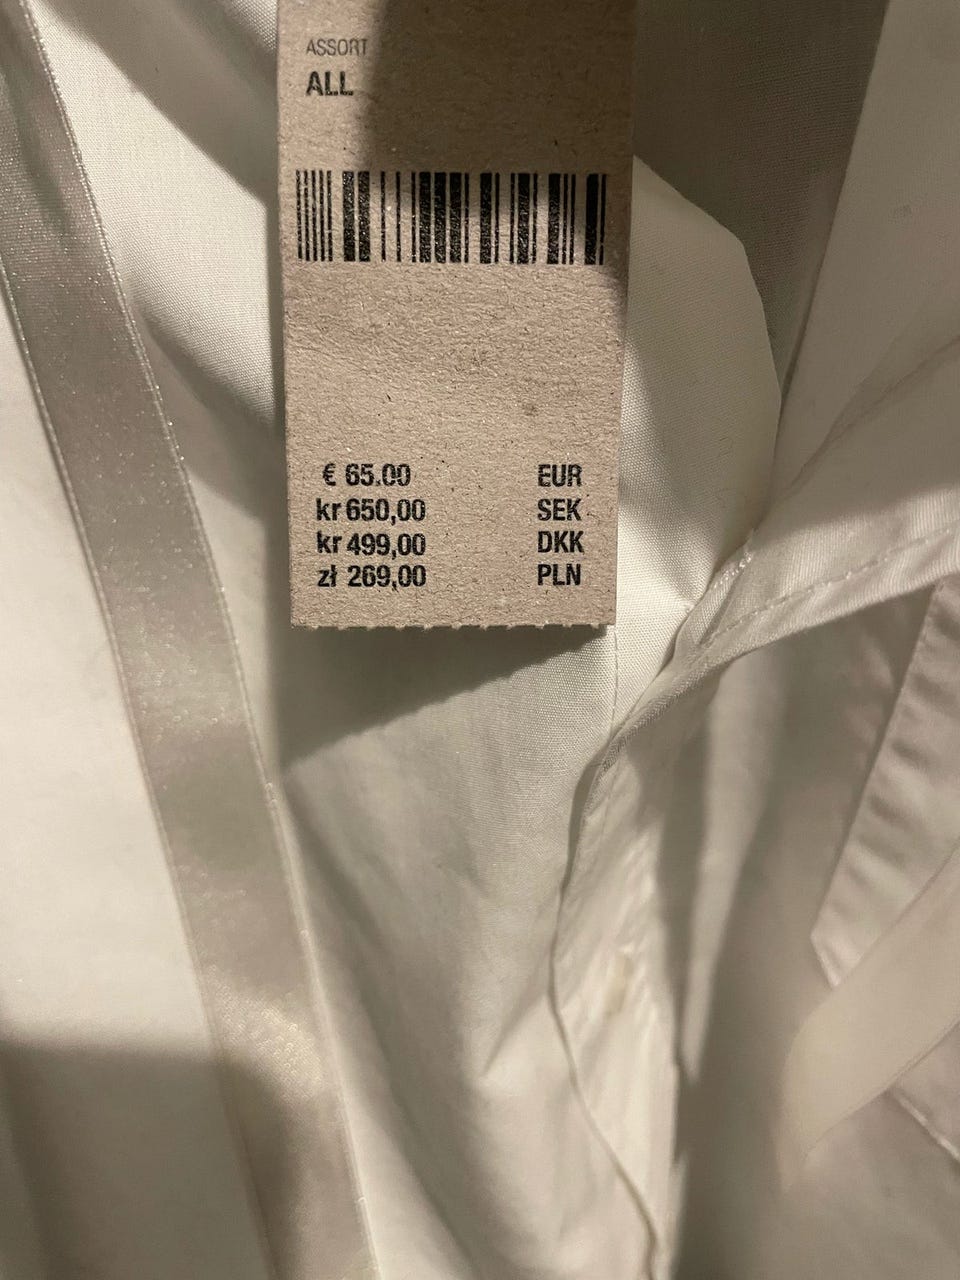 ASSORT
ALL
€ 65.00 EUR
kr 650,00 SEK
kr 499,00 DKK
zł 269,00 PLN